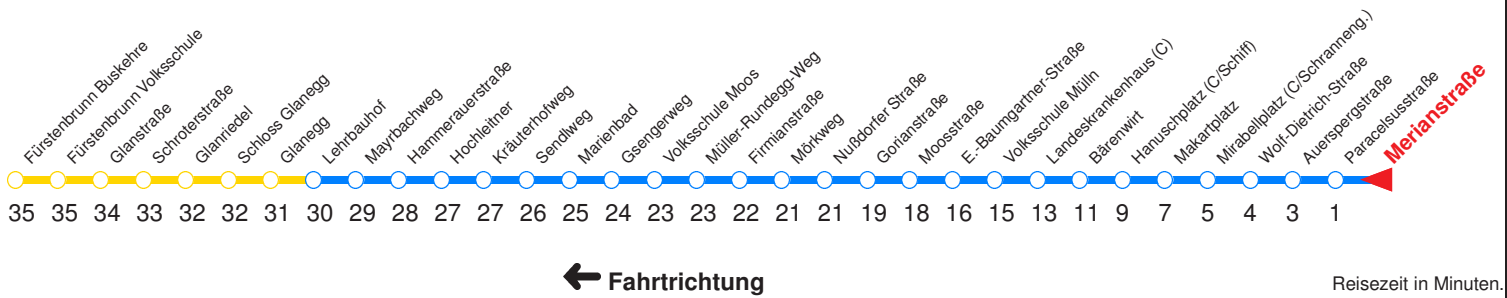 Fürstenbrunn Buskehre
Fürstenbrunn Volksschule
Glanstraße
Schroterstraße
Glanriedel
Schloss Glanegg
Glanegg
Lehrbauhof
Mayrbachweg
Hammerauerstraße
Hochleitner
Kräuterhofweg
Sendlweg
Marienbad
Gsengerweg
Volksschule Moos
Müller-Rundegg-Weg
Firmianstraße
Mörkweg
Nußdorfer Straße
Gorianstraße
Moosstraße
E.-Baumgartner-Straße
Volksschule Mülln
Landeskrankenhaus (C)
Bärenwirt
Hanuschplatz (C/Schiff)
Makartplatz
Mirabellplatz (C/Schranneng.)
Wolf-Dietrich-Straße
Auerspergstraße
Paracelsusstraße
Merianstraße
35 35 34 33 32 32 31 30 29 28 27 27 26 25 24 23 23 22 21 21 19 18 16 15 13 11 9 7 5 4 3 1
Fahrtrichtung
Reisezeit in Minuten.